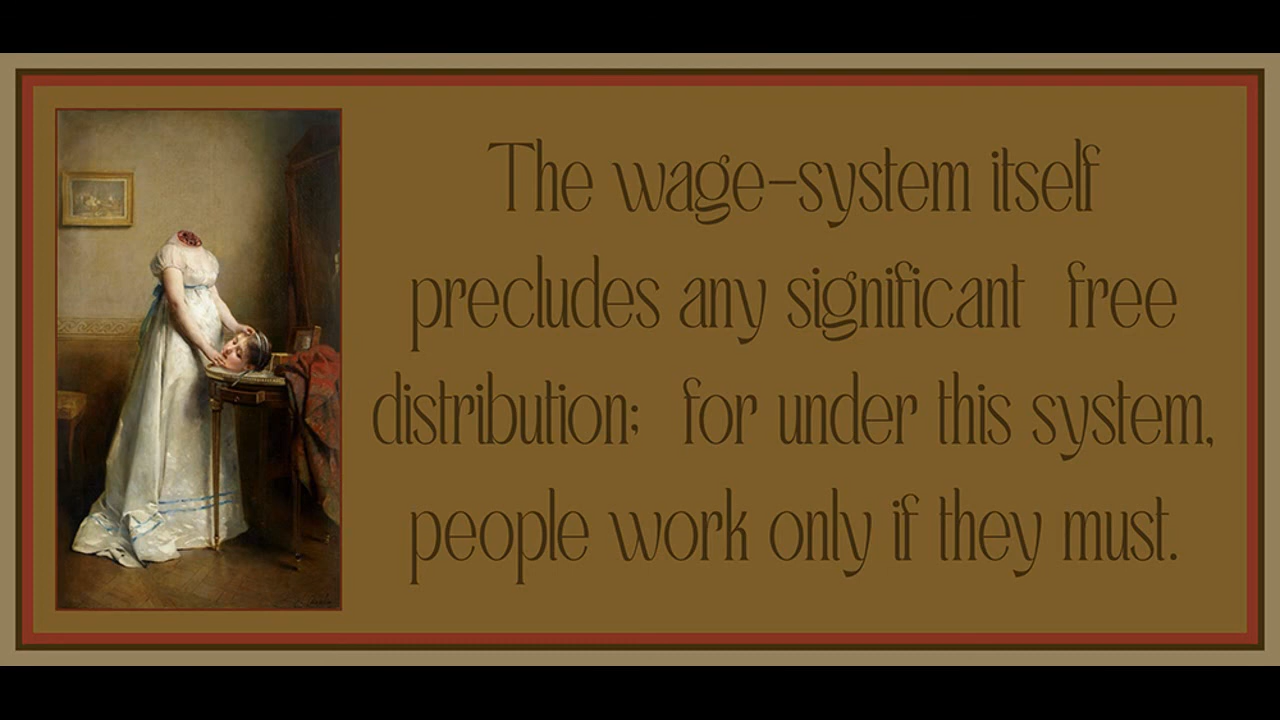 The wage-system itself
precludes any significant free
distribution; for under this system,
people work only if they must.